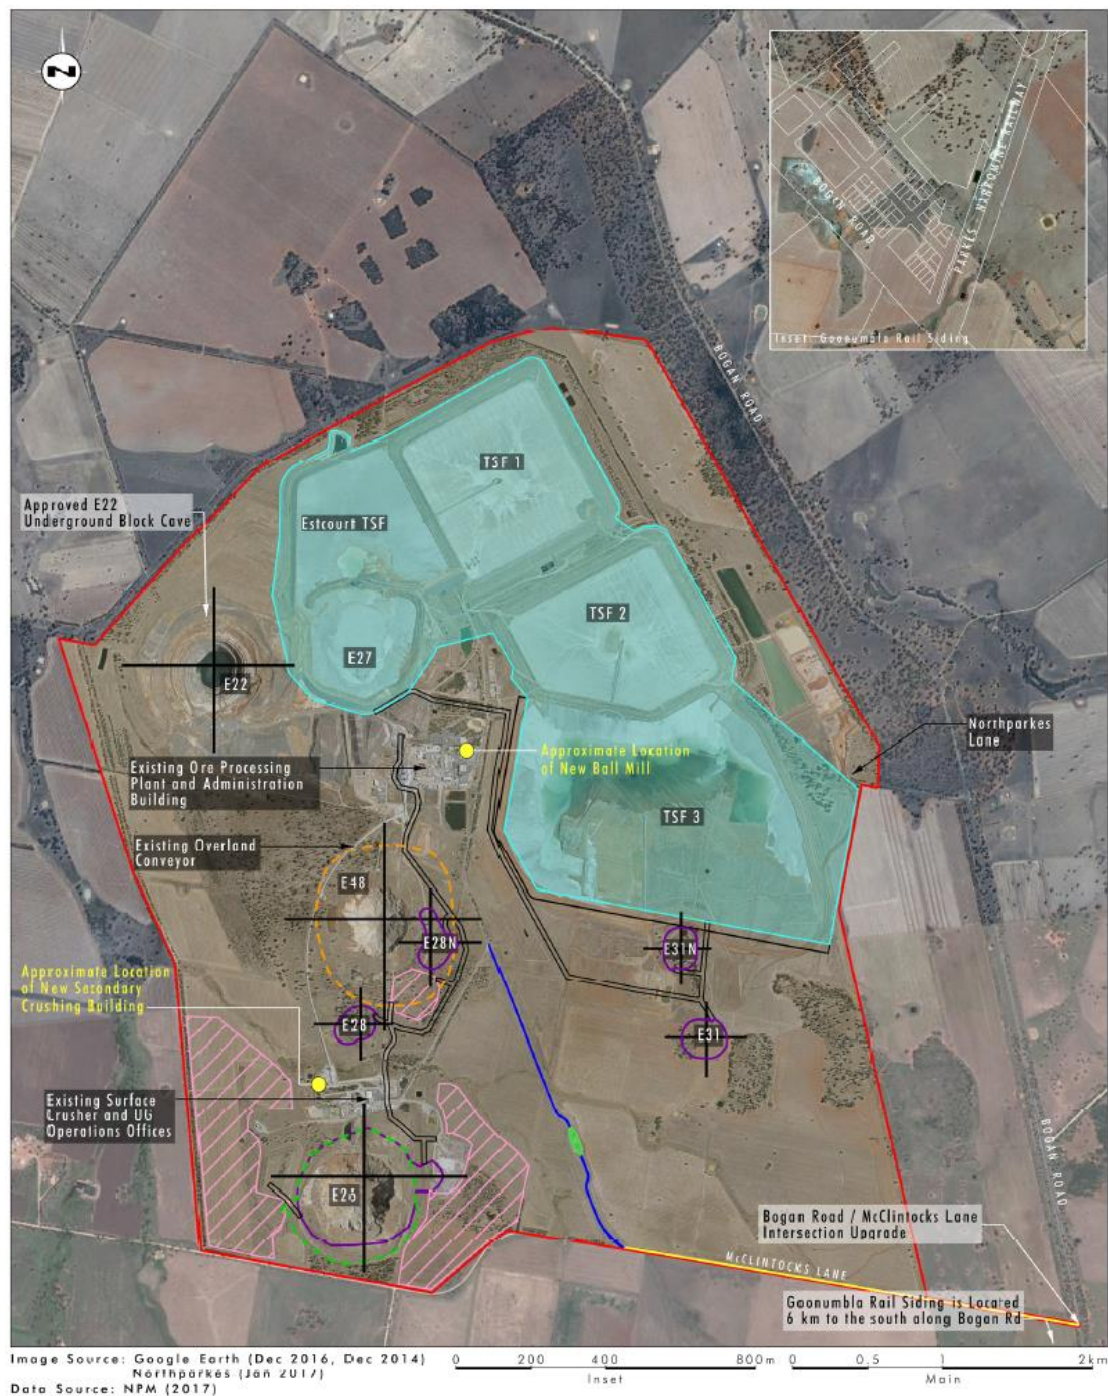 N
BOGAN ROAD
PARKES NARROMINE RAILWAY
Inset: Goonumbla Rail Siding
BOGAN ROAD
TSF 1
Approved E22
Underground Block Cave
Estcourt TSF
TSF 2
E27
E22
Northparkes
Lane
Approximate Location
of New Ball Mill
Existing Ore Processing
Plant and Administration
Building
TSF 3
Existing Overland
Conveyor
E48
E28N
E31N
Approximate Location
of New Secondary
Crushing Building
E28
E31
Existing Surface
Crusher and UG
Operations Offices
BOGAN ROAD
E26
Bogan Road / McClintocks Lane
Intersection Upgrade
McCLINTOCKS LANE
Goonumbla Rail Siding is Located
6 km to the south along Bogan Rd
Image Source: Google Earth (Dec 2016, Dec 2014)
Northparkes (Jan 2017)
Data Source: NPM (2017)
0 200 400 800m
Inset
0 0.5 1 2km
Main